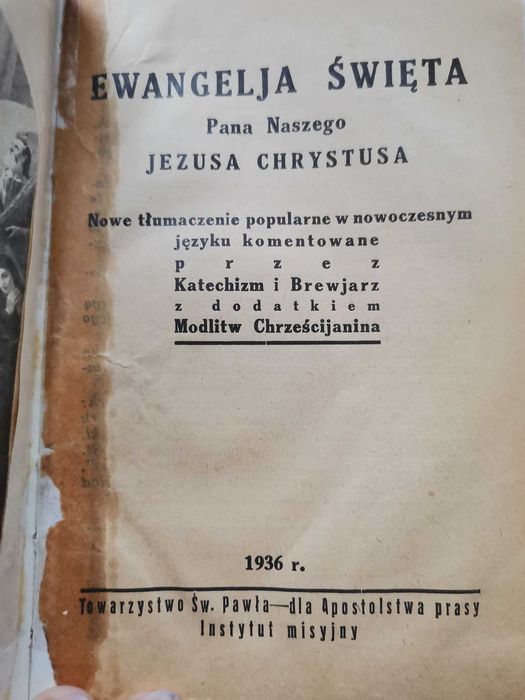 EWANGELJA ŚWIĘTA
Pana Naszego
JEZUSA CHRYSTUSA
Nowe tłumaczenie popularne w nowoczesnym
języku komentowane
przez
Katechizm i Brewjarz
z dodatkiem
Modlitw Chrześcijanina
1936 r.
Towarzystwo Św. Pawła—dla Apostolstwa prasy
Instytut misyjny